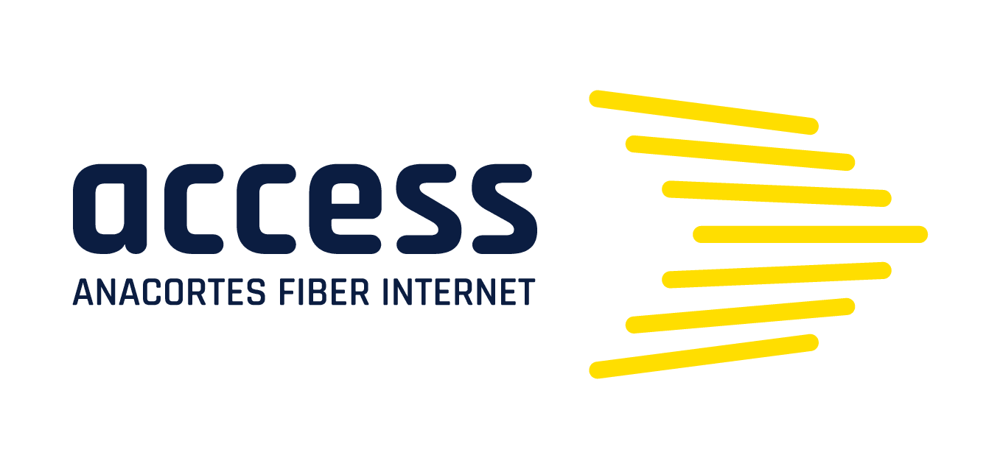 access
ANACORTES FIBER INTERNET